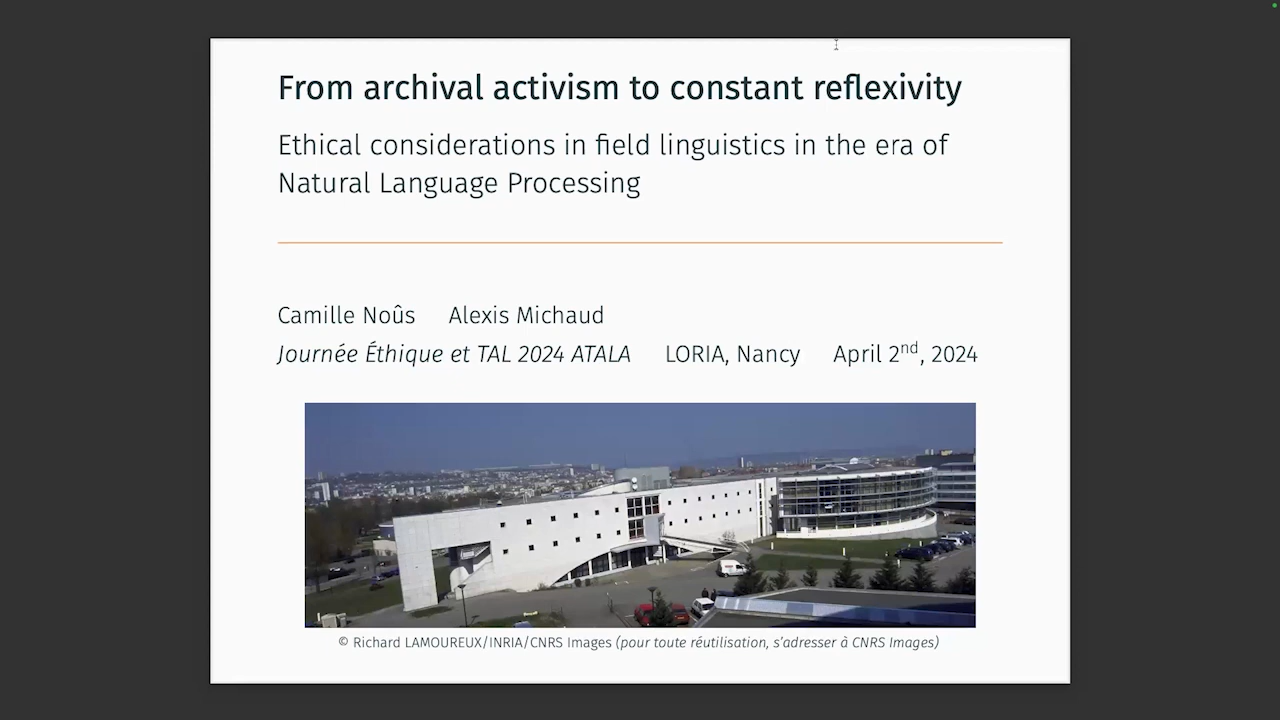 From archival activism to constant reflexivity
Ethical considerations in field linguistics in the era of
Natural Language Processing
Camille Noûs Alexis Michaud
Journée Éthique et TAL 2024 ATALA LORIA, Nancy April 2nd, 2024
© Richard LAMOUREUX/INRIA/CNRS Images (pour toute réutilisation, s'adresser à CNRS Images)